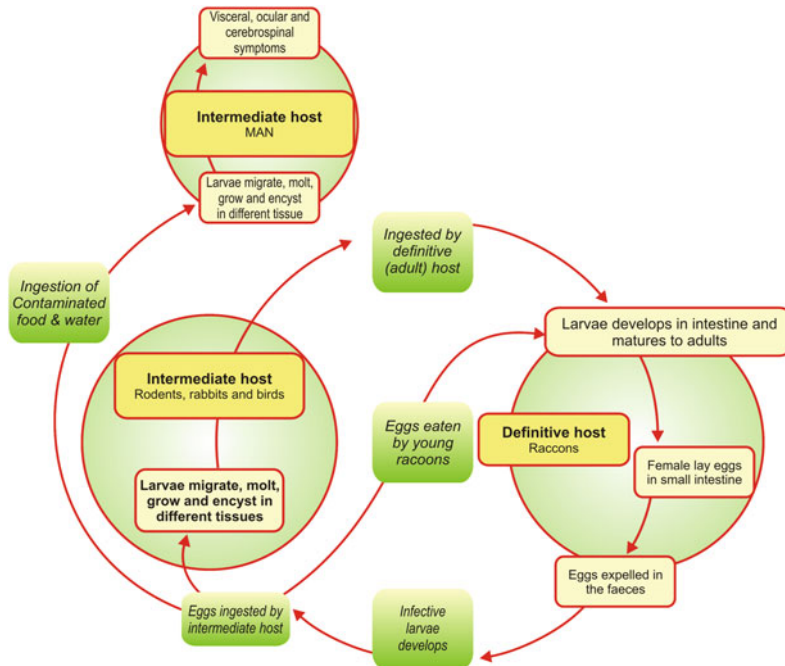 Visceral, ocular and
cerebrospinal
symptoms
Intermediate host
MAN
Larvae migrate, molt,
grow and encyst
in different tissue
Ingestion of
Contaminated
food & water
Ingested by
definitive
(adult) host
Larvae develops in intestine and
matures to adults
Intermediate host
Rodents, rabbits and birds
Eggs eaten
by young
racoons
Definitive host
Raccons
Larvae migrate, molt,
grow and encyst in
different tissues
Female lay eggs
in small intestine
Eggs expelled in
the faeces
Eggs ingested by
intermediate host
Infective
larvae
develops